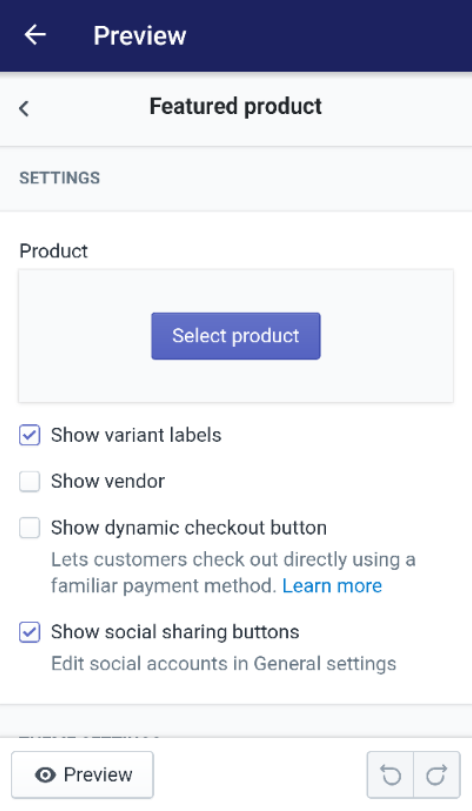 Preview
Featured product
SETTINGS
Product
Select product
Show variant labels
Show vendor
Show dynamic checkout button
Lets customers check out directly using a
familiar payment method. Learn more
Show social sharing buttons
Edit social accounts in General settings
Preview